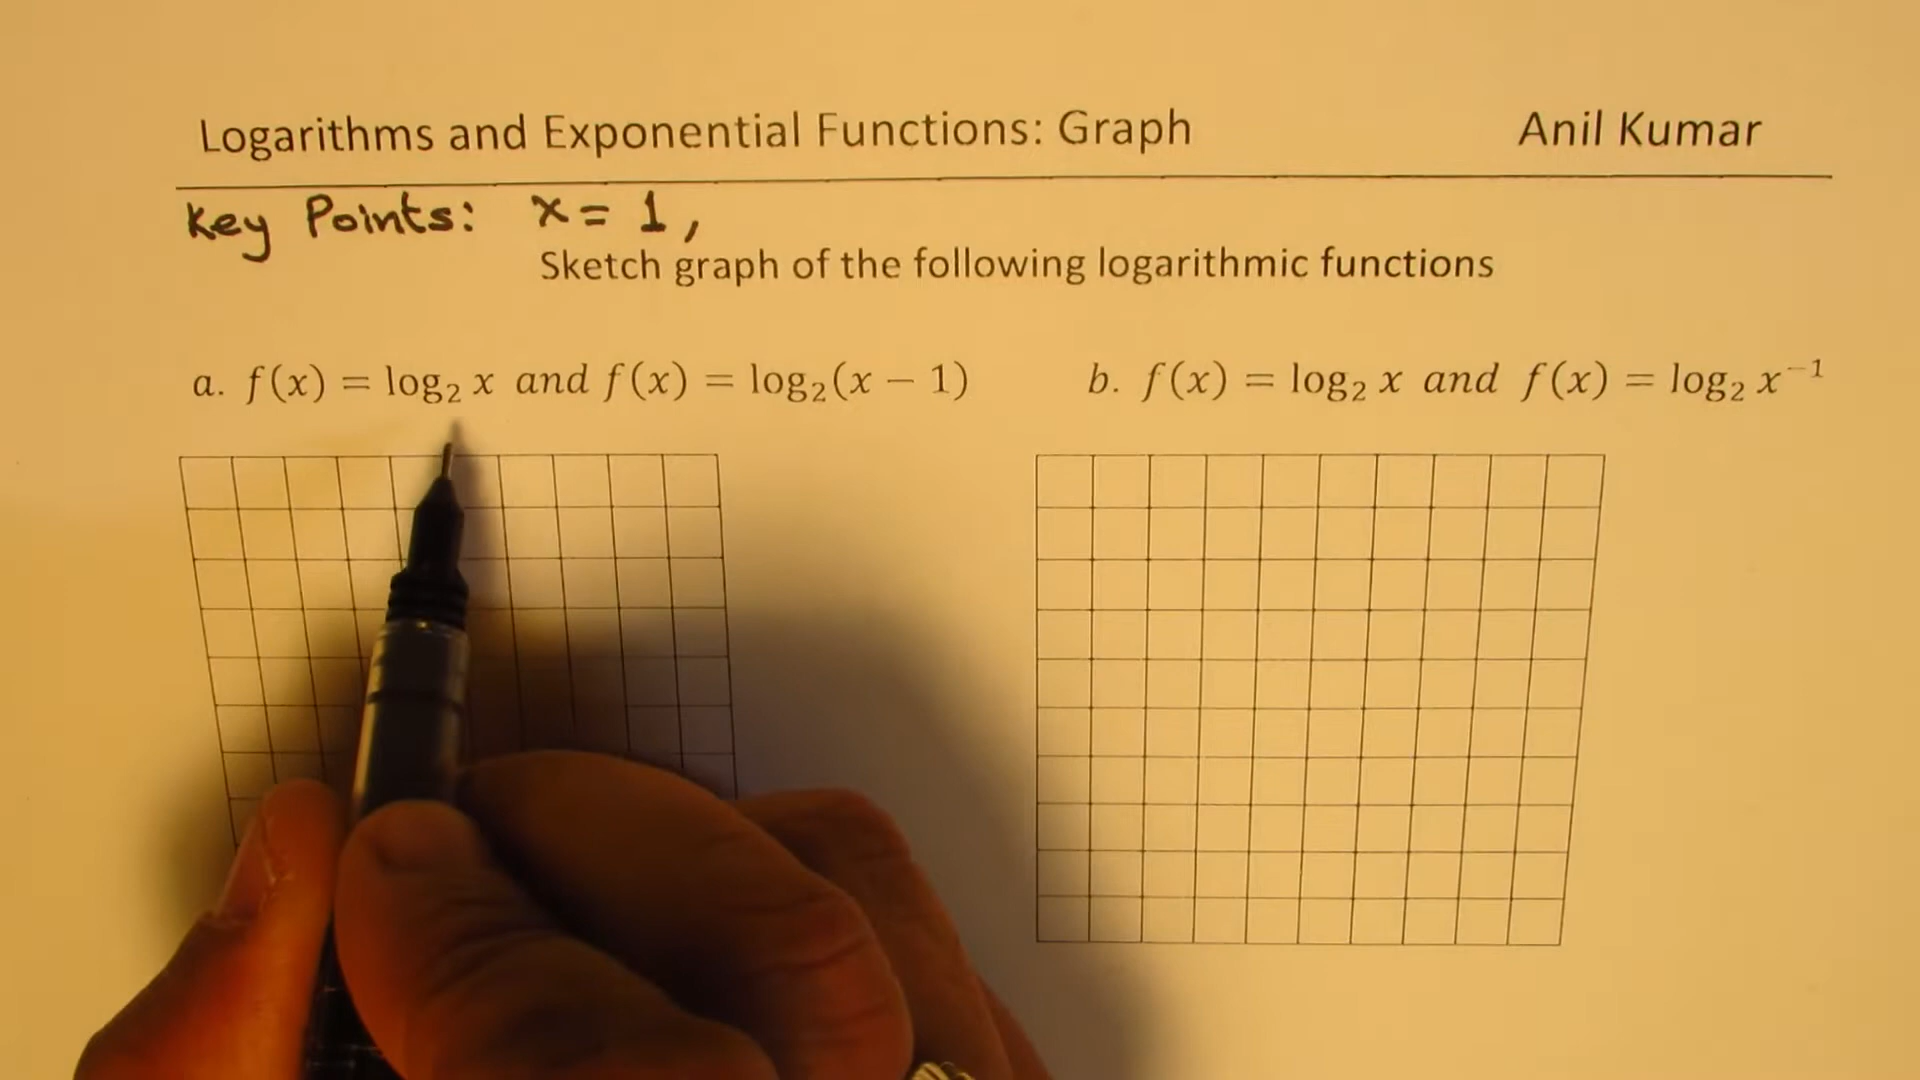 Logarithms and Exponential Functions: Graph Anil Kumar
Key Points: x = 1,
Sketch graph of the following logarithmic functions
a. f(x) = log₂ x and f(x) = log₂(x − 1) b. f(x) = log₂ x and f(x) = log₂ x⁻¹